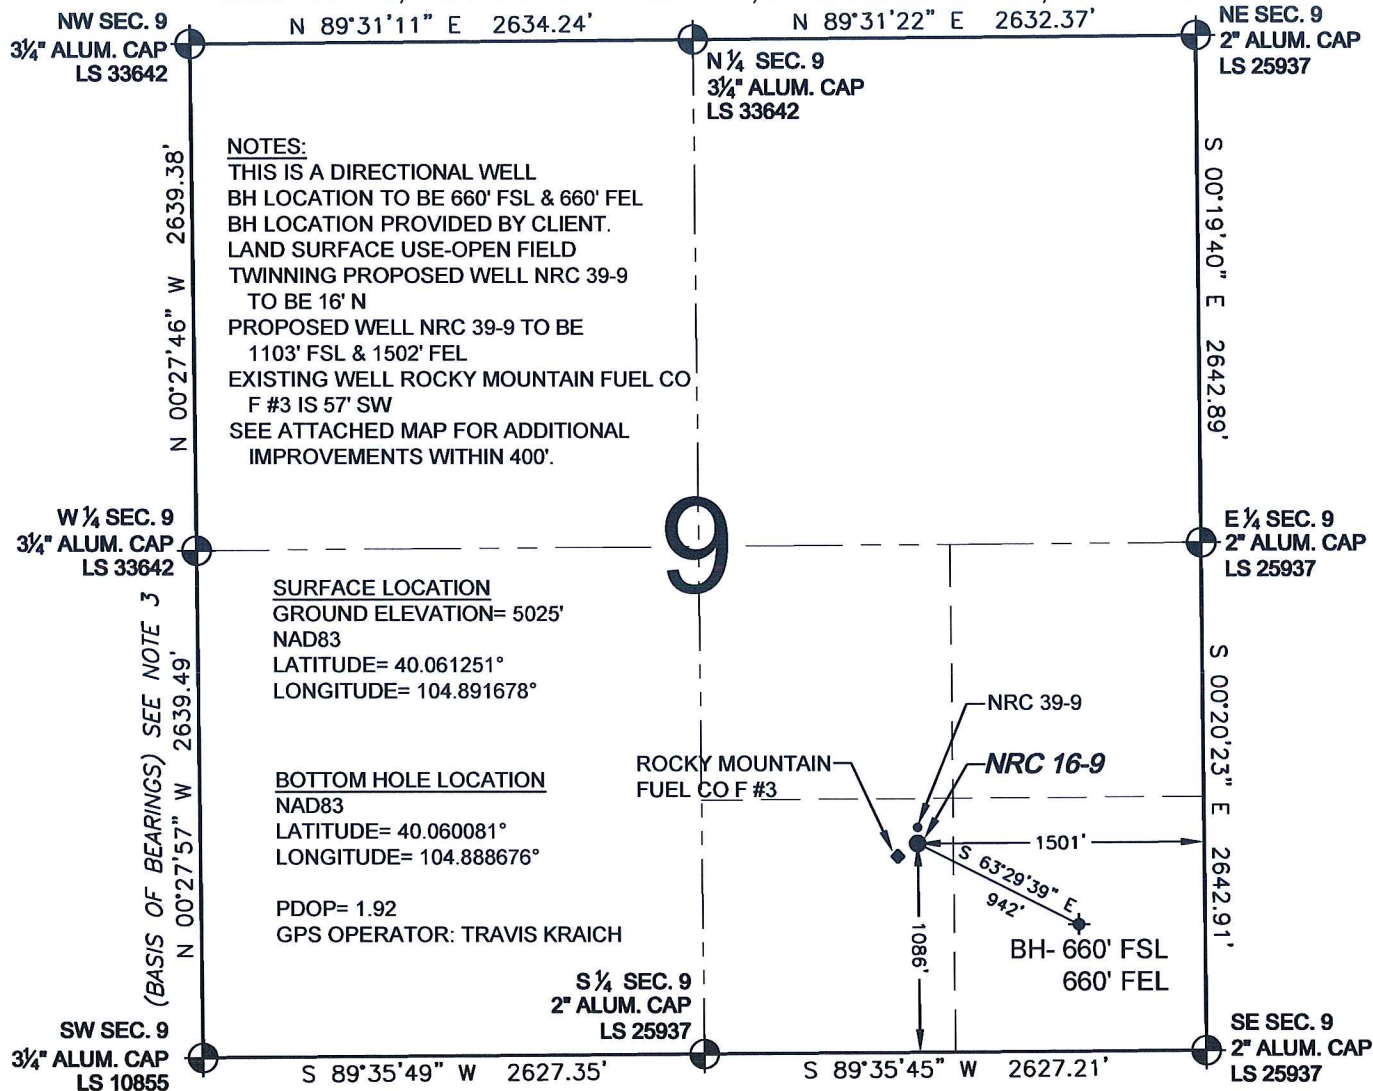 N 89°31'11" E 2634.24'
N 89°31'22" E 2632.37'
NW SEC. 9
3¼" ALUM. CAP
LS 33642
N ¼ SEC. 9
3¼" ALUM. CAP
LS 33642
NE SEC. 9
2" ALUM. CAP
LS 25937
N 00°27'46" W 2639.38'
NOTES:
THIS IS A DIRECTIONAL WELL
BH LOCATION TO BE 660' FSL & 660' FEL
BH LOCATION PROVIDED BY CLIENT.
LAND SURFACE USE-OPEN FIELD
TWINNING PROPOSED WELL NRC 39-9
TO BE 16' N
PROPOSED WELL NRC 39-9 TO BE
1103' FSL & 1502' FEL
EXISTING WELL ROCKY MOUNTAIN FUEL CO
F #3 IS 57' SW
SEE ATTACHED MAP FOR ADDITIONAL
IMPROVEMENTS WITHIN 400'.
S 00°19'40" E 2642.89'
W ¼ SEC. 9
3¼" ALUM. CAP
LS 33642
9
E ¼ SEC. 9
2" ALUM. CAP
LS 25937
(BASIS OF BEARINGS) SEE NOTE 3
N 00°27'57" W 2639.49'
SURFACE LOCATION
GROUND ELEVATION= 5025'
NAD83
LATITUDE= 40.061251°
LONGITUDE= 104.891678°
BOTTOM HOLE LOCATION
NAD83
LATITUDE= 40.060081°
LONGITUDE= 104.888676°
PDOP= 1.92
GPS OPERATOR: TRAVIS KRAICH
NRC 39-9
ROCKY MOUNTAIN
FUEL CO F #3
NRC 16-9
1501'
S 63°29'39" E
942'
1086'
BH- 660' FSL
660' FEL
S 00°20'23" E 2642.91'
SW SEC. 9
3¼" ALUM. CAP
LS 10855
S ¼ SEC. 9
2" ALUM. CAP
LS 25937
SE SEC. 9
2" ALUM. CAP
LS 25937
S 89°35'49" W 2627.35'
S 89°35'45" W 2627.21'